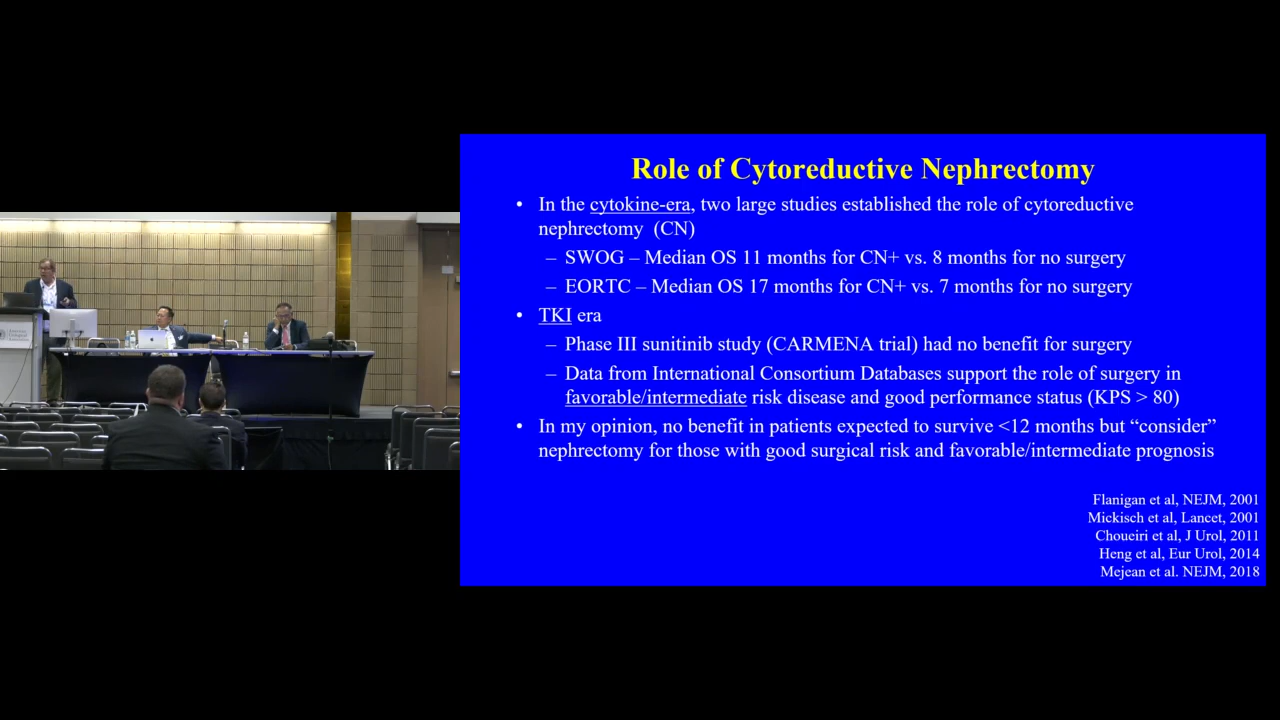 Role of Cytoreductive Nephrectomy
• In the cytokine-era, two large studies established the role of cytoreductive
nephrectomy (CN)
– SWOG – Median OS 11 months for CN+ vs. 8 months for no surgery
– EORTC – Median OS 17 months for CN+ vs. 7 months for no surgery
• TKI era
– Phase III sunitinib study (CARMENA trial) had no benefit for surgery
– Data from International Consortium Databases support the role of surgery in
favorable/intermediate risk disease and good performance status (KPS > 80)
• In my opinion, no benefit in patients expected to survive <12 months but “consider”
nephrectomy for those with good surgical risk and favorable/intermediate prognosis
Flanigan et al, NEJM, 2001
Mickisch et al, Lancet, 2001
Choueiri et al, J Urol, 2011
Heng et al, Eur Urol, 2014
Mejean et al. NEJM, 2018